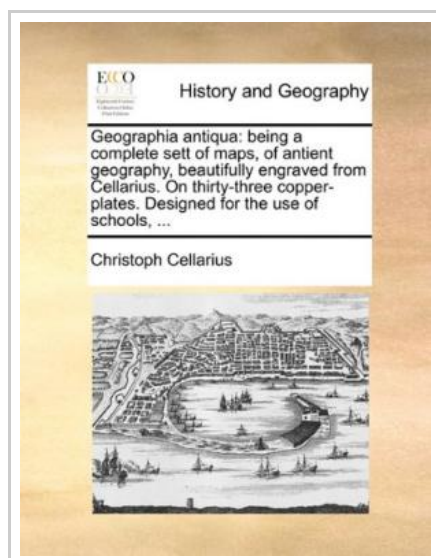 ECCO
History and Geography
Geographia antiqua: being a
complete sett of maps, of antient
geography, beautifully engraved from
Cellarius. On thirty-three copper-
plates. Designed for the use of
schools, ...
Christoph Cellarius